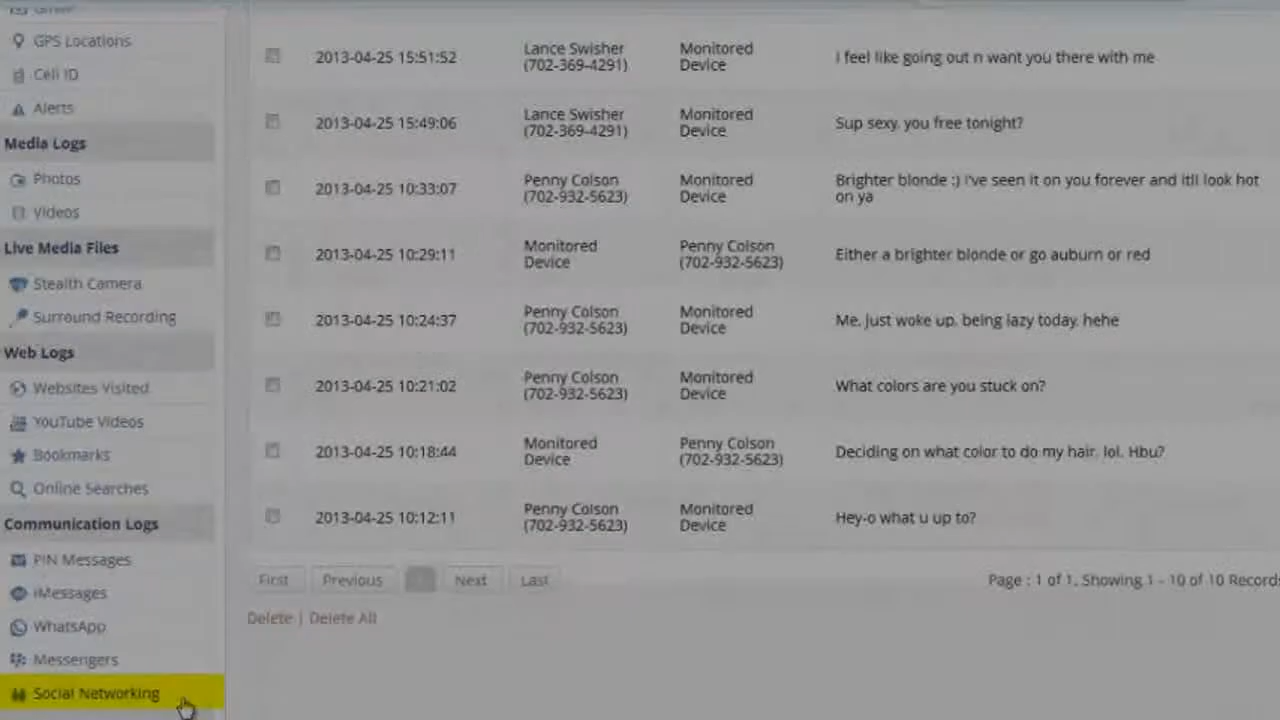 GPS Locations
Cell ID
Alerts
Media Logs
Photos
Videos
Live Media Files
Stealth Camera
Surround Recording
Web Logs
Websites Visited
YouTube Videos
Bookmarks
Online Searches
Communication Logs
PIN Messages
iMessages
WhatsApp
Messengers
Social Networking
2013-04-25 15:51:52 Lance Swisher Monitored I feel like going out n want you there with me
(702-369-4291) Device
2013-04-25 15:49:06 Lance Swisher Monitored Sup sexy, you free tonight?
(702-369-4291) Device
2013-04-25 10:33:07 Penny Colson Monitored Brighter blonde :) I've seen it on you forever and itll look hot
(702-932-5623) Device on ya
2013-04-25 10:29:11 Monitored Penny Colson Either a brighter blonde or go auburn or red
Device (702-932-5623)
2013-04-25 10:24:37 Penny Colson Monitored Me, just woke up, being lazy today, hehe
(702-932-5623) Device
2013-04-25 10:21:02 Penny Colson Monitored What colors are you stuck on?
(702-932-5623) Device
2013-04-25 10:18:44 Monitored Penny Colson Deciding on what color to do my hair, lol. Hbu?
Device (702-932-5623)
2013-04-25 10:12:11 Penny Colson Monitored Hey-o what u up to?
(702-932-5623) Device
First Previous Next Last Page : 1 of 1, Showing 1 - 10 of 10 Records
Delete | Delete All